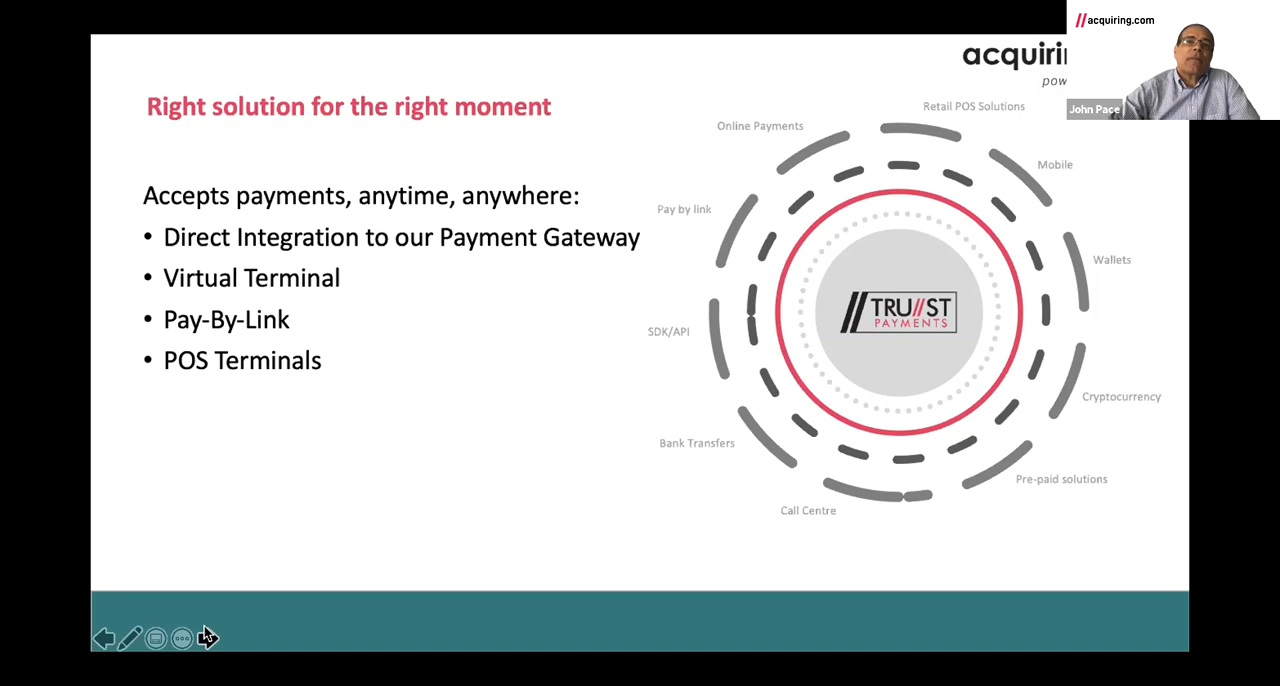 //acquiring.com
acquiri
pow
John Pace
Right solution for the right moment
Accepts payments, anytime, anywhere:
• Direct Integration to our Payment Gateway
• Virtual Terminal
• Pay-By-Link
• POS Terminals
Retail POS Solutions
Online Payments
Mobile
Pay by link
Wallets
TRU//ST
PAYMENTS
SDK/API
Cryptocurrency
Bank Transfers
Pre-paid solutions
Call Centre